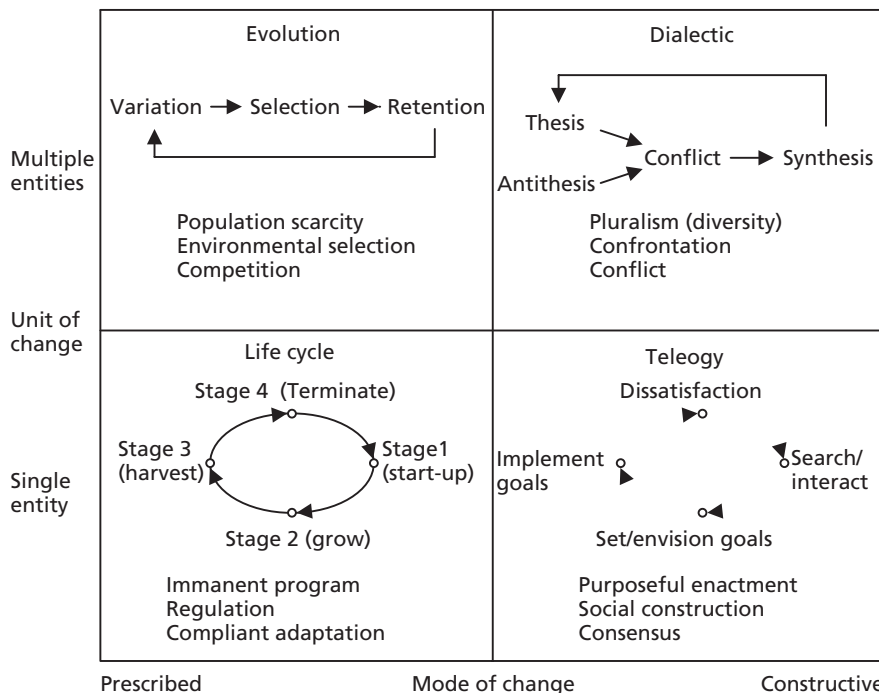 Evolution
Variation Selection Retention
Population scarcity
Environmental selection
Competition
Dialectic
Thesis
Antithesis
Conflict
Synthesis
Pluralism (diversity)
Confrontation
Conflict
Multiple
entities
Unit of
change
Single
entity
Life cycle
Stage 4 (Terminate)
Stage 3
(harvest)
Stage1
(start-up)
Stage 2 (grow)
Immanent program
Regulation
Compliant adaptation
Teleogy
Dissatisfaction
Implement
goals
Search/
interact
Set/envision goals
Purposeful enactment
Social construction
Consensus
Prescribed Mode of change Constructive